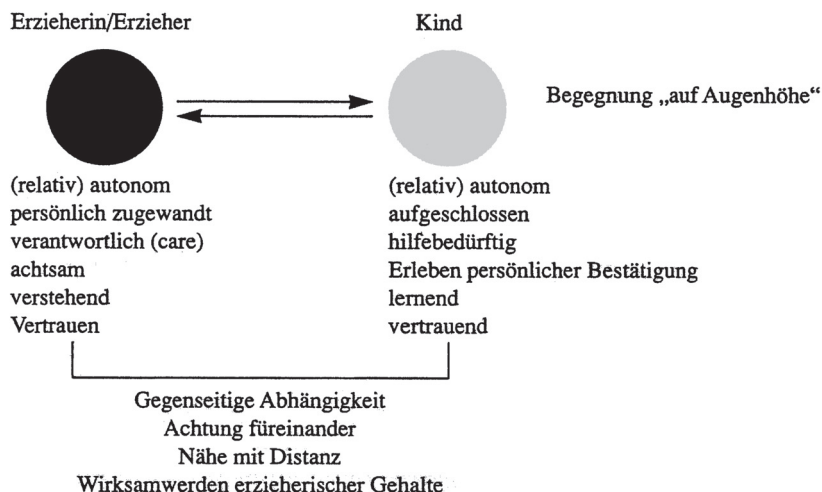 Erzieherin/Erzieher
Kind
Begegnung „auf Augenhöhe“
(relativ) autonom
persönlich zugewandt
verantwortlich (care)
achtsam
verstehend
Vertrauen
(relativ) autonom
aufgeschlossen
hilfebedürftig
Erleben persönlicher Bestätigung
lernend
vertrauend
Gegenseitige Abhängigkeit
Achtung füreinander
Nähe mit Distanz
Wirksamwerden erzieherischer Gehalte